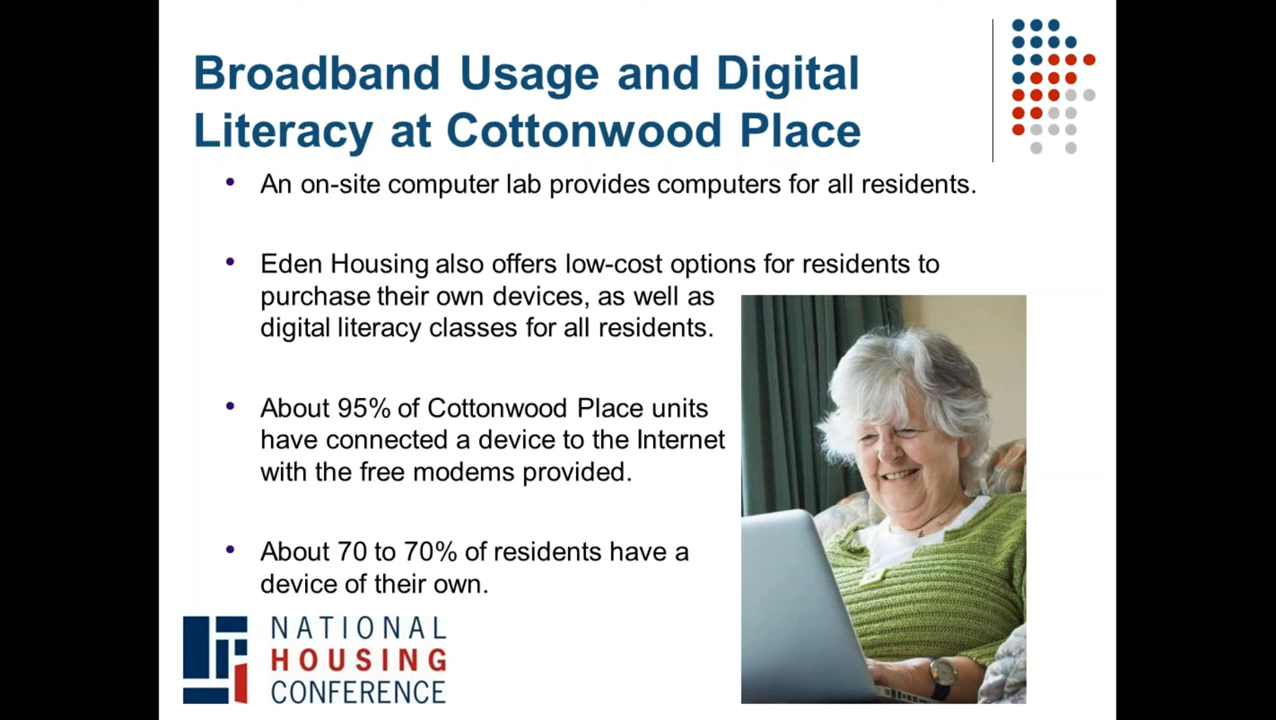 Broadband Usage and Digital
Literacy at Cottonwood Place
• An on-site computer lab provides computers for all residents.
• Eden Housing also offers low-cost options for residents to
purchase their own devices, as well as
digital literacy classes for all residents.
• About 95% of Cottonwood Place units
have connected a device to the Internet
with the free modems provided.
• About 70 to 70% of residents have a
device of their own.
NATIONAL
HOUSING
CONFERENCE